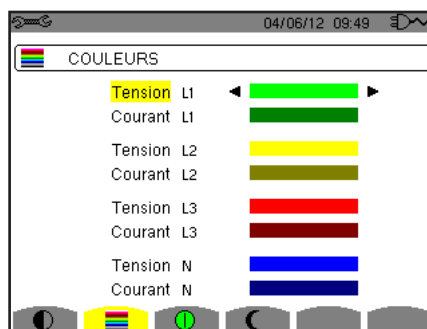 04/06/12 09:49
COULEURS
Tension L1
Courant L1
Tension L2
Courant L2
Tension L3
Courant L3
Tension N
Courant N